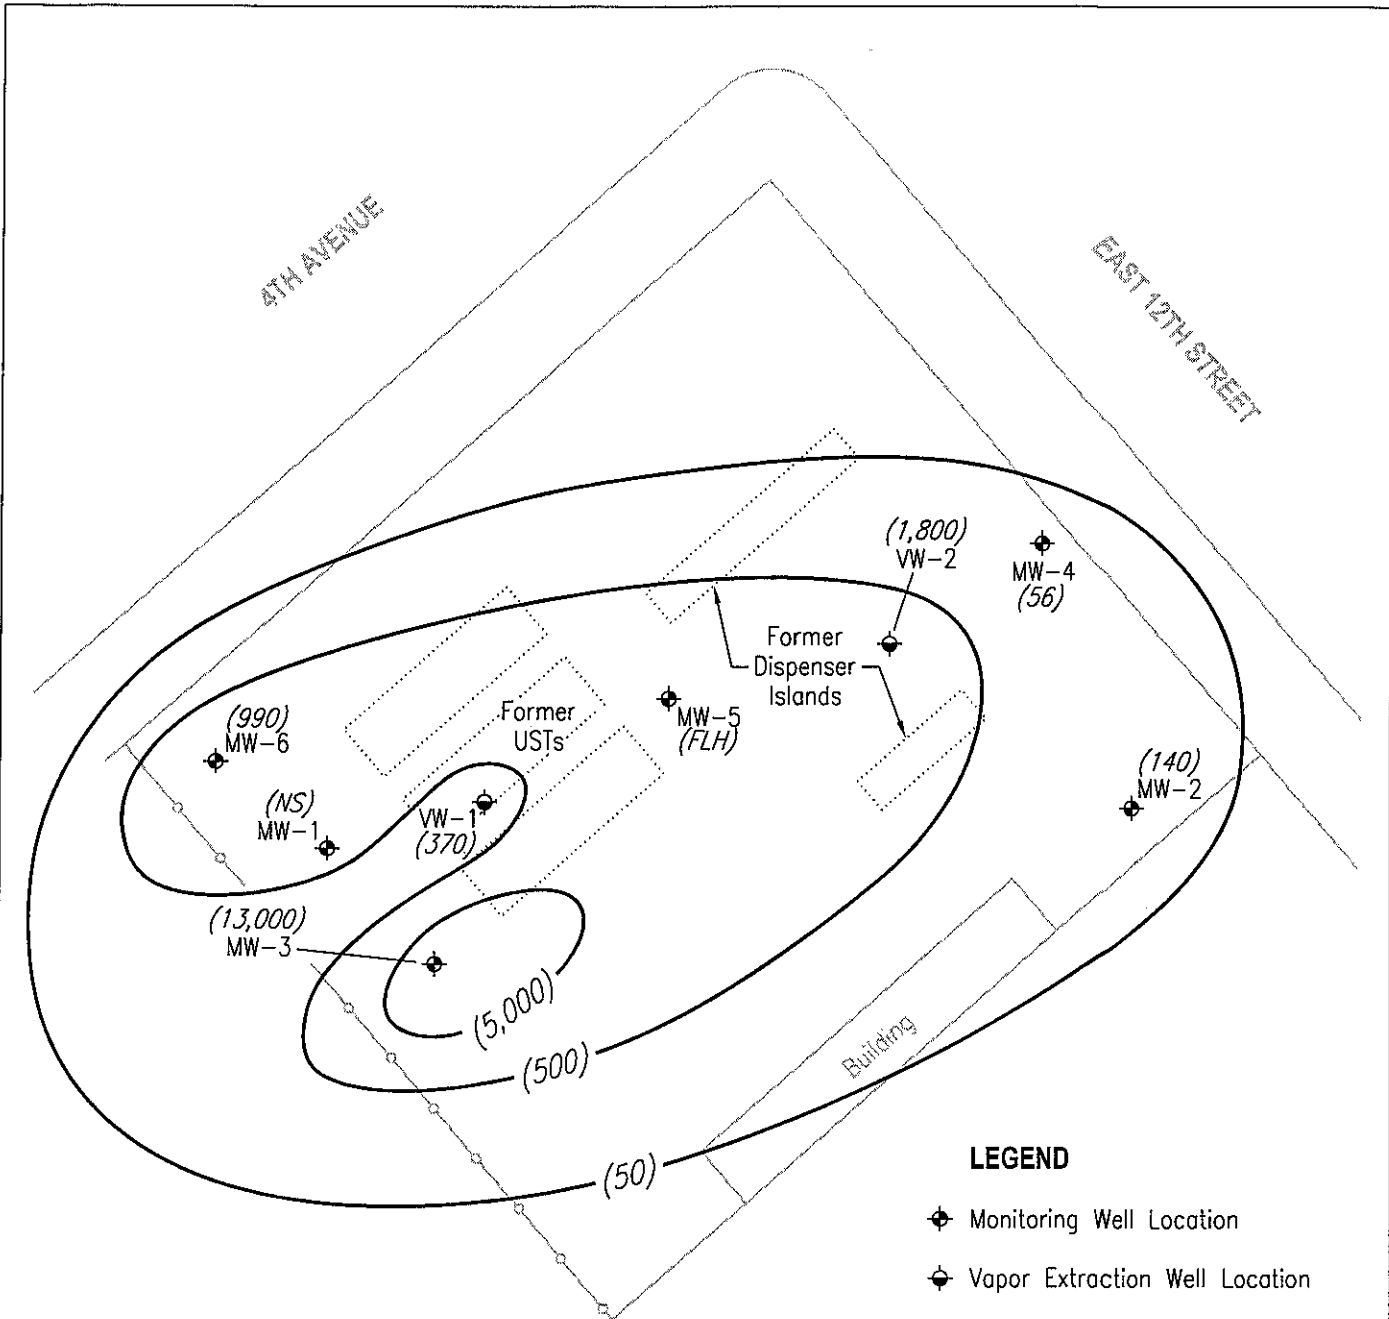 4TH AVENUE
EAST 12TH STREET
(1,800)
VW-2
MW-4
(56)
Former
Dispenser
Islands
Former
USTs
MW-5
(FLH)
(990)
MW-6
(NS)
MW-1
VW-1
(370)
(140)
MW-2
(13,000)
MW-3
(5,000)
(500)
Building
(50)
LEGEND
Monitoring Well Location
Vapor Extraction Well Location